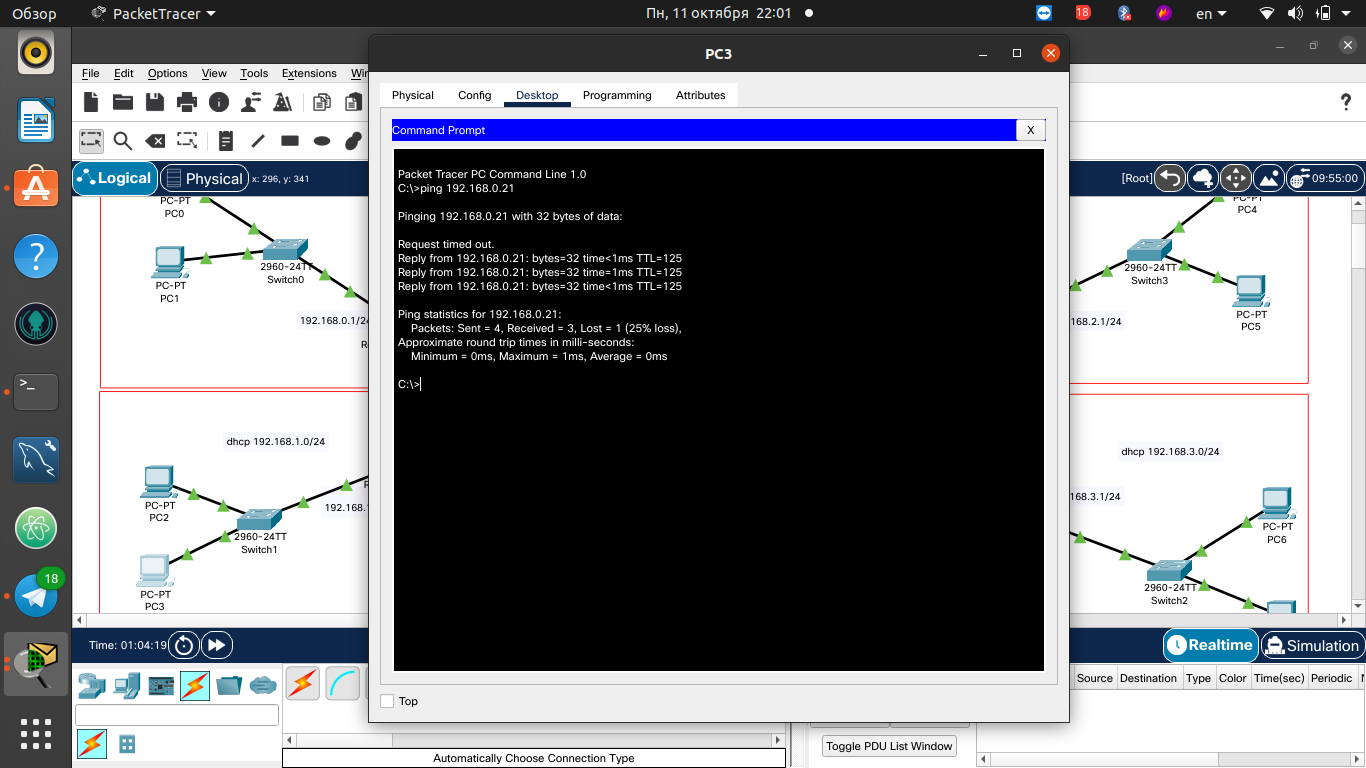 Обзор
PacketTracer
Пн, 11 октября 22:01
18
en
PC3
File Edit Options View Tools Extensions
Physical Config Desktop Programming Attributes
?
Command Prompt
X
Logical
Physical
x: 296, y: 341
[Root]
09:55:00
Packet Tracer PC Command Line 1.0
C:\>ping 192.168.0.21
Pinging 192.168.0.21 with 32 bytes of data:
Request timed out.
Reply from 192.168.0.21: bytes=32 time<1ms TTL=125
Reply from 192.168.0.21: bytes=32 time=1ms TTL=125
Reply from 192.168.0.21: bytes=32 time<1ms TTL=125
Ping statistics for 192.168.0.21:
Packets: Sent = 4, Received = 3, Lost = 1 (25% loss),
Approximate round trip times in milli-seconds:
Minimum = 0ms, Maximum = 1ms, Average = 0ms
C:\>
PC-PT
PC0
PC-PT
PC1
2960-24TT
Switch0
192.168.0.1/24
dhcp 192.168.1.0/24
PC-PT
PC2
2960-24TT
Switch1
192.168.
PC-PT
PC3
PC-PT
PC4
2960-24TT
Switch3
PC-PT
PC5
168.2.1/24
dhcp 192.168.3.0/24
168.3.1/24
PC-PT
PC6
2960-24TT
Switch2
18
Time: 01:04:19
Realtime
Simulation
Top
Source Destination Type Color Time(sec) Periodic
Toggle PDU List Window
Automatically Choose Connection Type